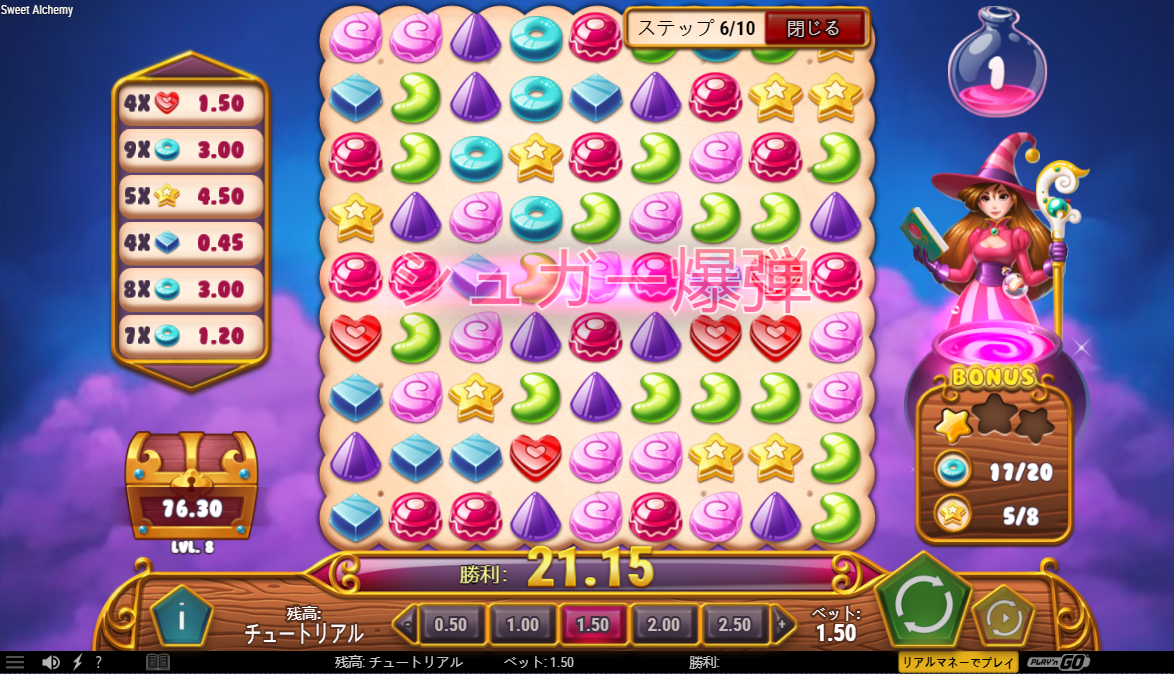 Sweet Alchemy
ステップ 6/10 閉じる
1
4X 1.50
9X 3.00
5X 4.50
4X 0.45
8X 3.00
7X 1.20
シュガー爆弾
BONUS
17/20
5/8
76.30
LVL. 8
勝利: 21.15
i
残高:
チュートリアル
- 0.50 1.00 1.50 2.00 2.50 +
ベット:
1.50
? 残高: チュートリアル ベット: 1.50 勝利: リアルマネーでプレイ PLAY'n GO